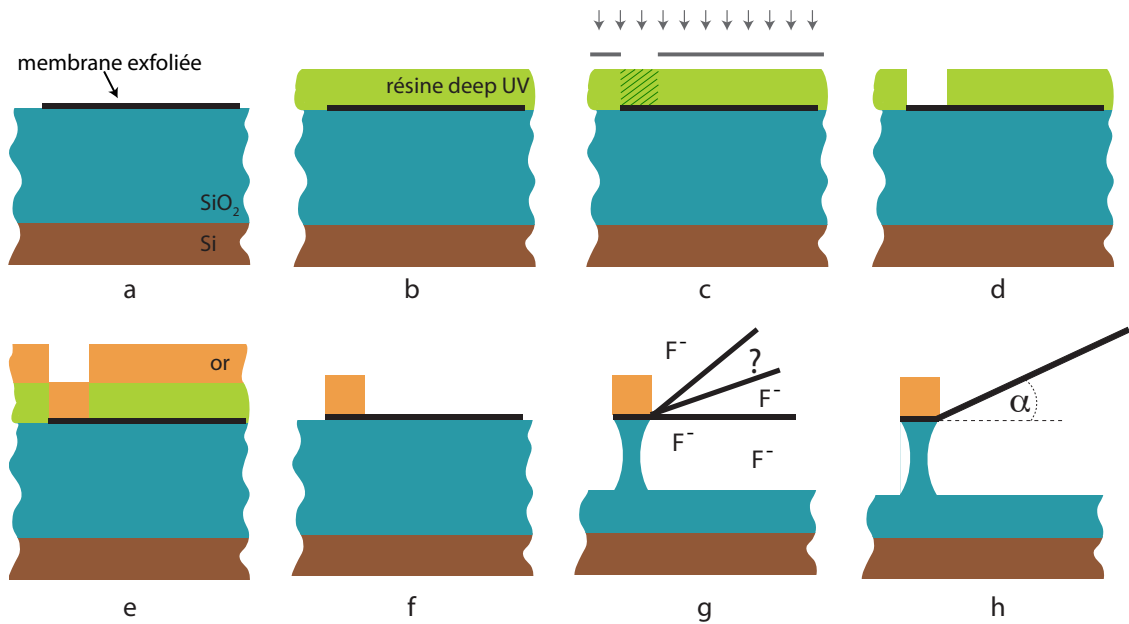 membrane exfoliée
SiO₂
Si
a
résine deep UV
b
c
d
or
e
f
F⁻
?
F⁻
F⁻
F⁻
g
α
h